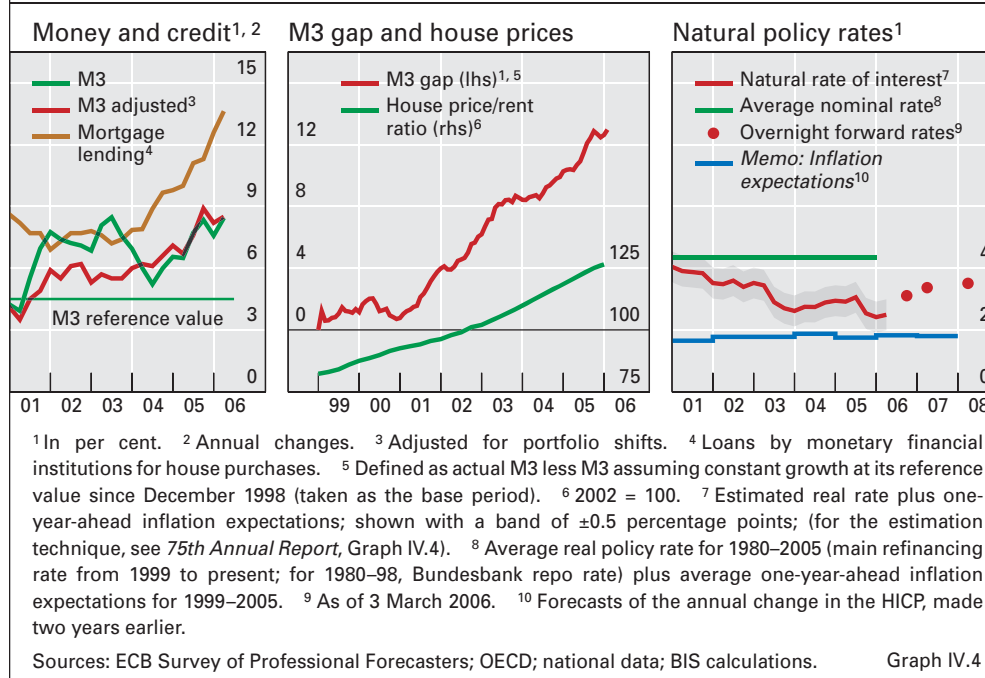 Money and credit1, 2
M3
M3 adjusted3
Mortgage
lending4
M3 reference value
15
12
9
6
3
0
01 02 03 04 05 06
M3 gap and house prices
M3 gap (lhs)1, 5
House price/rent
ratio (rhs)6
12
8
4
0
125
100
75
99 00 01 02 03 04 05 06
Natural policy rates1
Natural rate of interest7
Average nominal rate8
Overnight forward rates9
Memo: Inflation
expectations10
4
2
0
01 02 03 04 05 06 07 08
1 In per cent. 2 Annual changes. 3 Adjusted for portfolio shifts. 4 Loans by monetary financial
institutions for house purchases. 5 Defined as actual M3 less M3 assuming constant growth at its reference
value since December 1998 (taken as the base period). 6 2002 = 100. 7 Estimated real rate plus one-
year-ahead inflation expectations; shown with a band of ±0.5 percentage points; (for the estimation
technique, see 75th Annual Report, Graph IV.4). 8 Average real policy rate for 1980–2005 (main refinancing
rate from 1999 to present; for 1980–98, Bundesbank repo rate) plus average one-year-ahead inflation
expectations for 1999–2005. 9 As of 3 March 2006. 10 Forecasts of the annual change in the HICP, made
two years earlier.
Sources: ECB Survey of Professional Forecasters; OECD; national data; BIS calculations. Graph IV.4